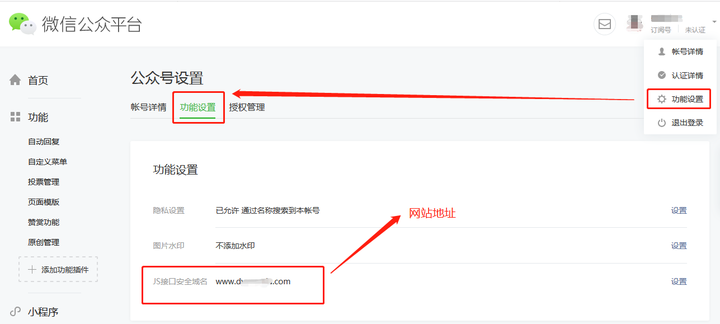 微信公众平台
订阅号 未认证
帐号详情
认证详情
功能设置
退出登录
首页
功能
自动回复
自定义菜单
投票管理
页面模版
赞赏功能
原创管理
添加功能插件
小程序
公众号设置
帐号详情 功能设置 授权管理
功能设置
网站地址
隐私设置 已允许 通过名称搜索到本帐号 设置
图片水印 不添加水印 设置
JS接口安全域名 www.d .com 设置